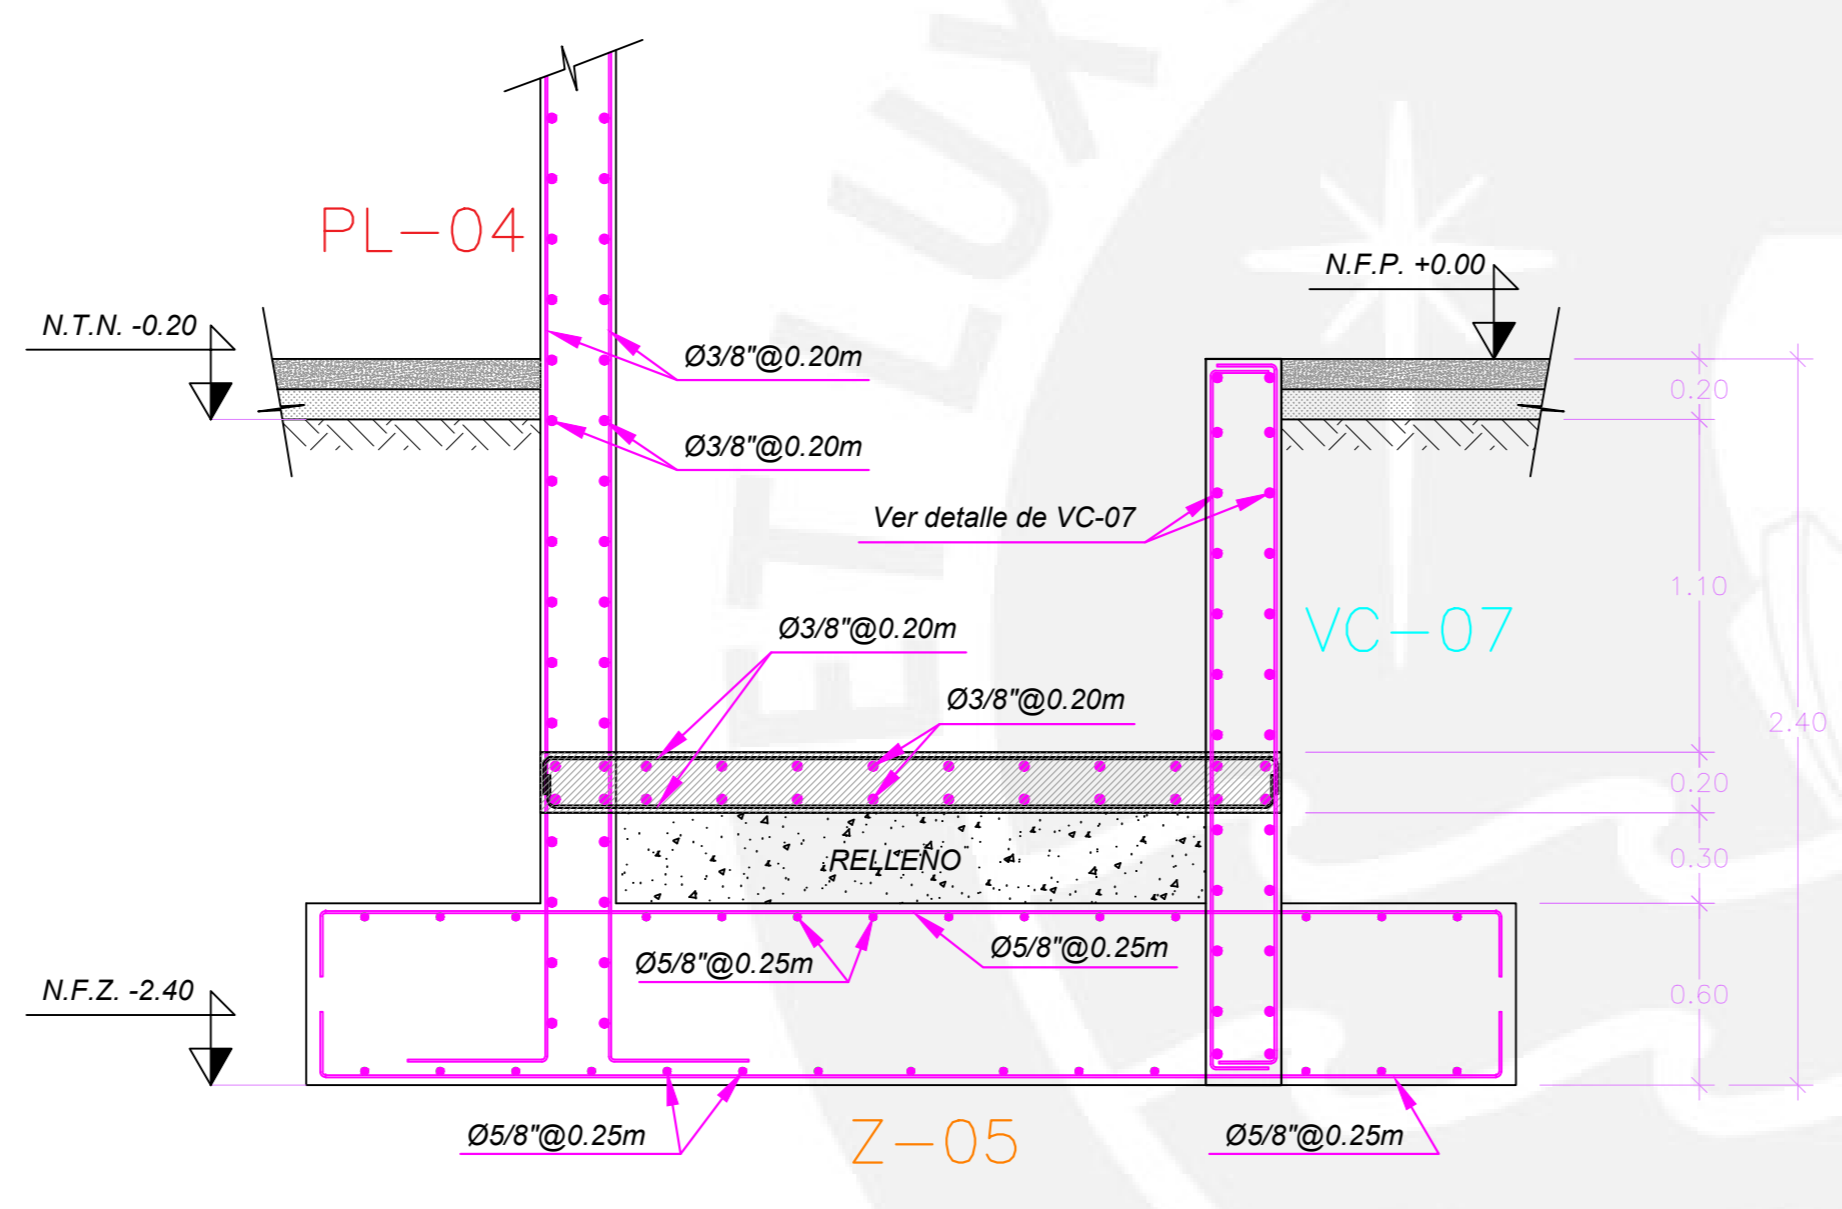 ET LUX
PL-04
N.F.P. +0.00
N.T.N. -0.20
Ø3/8"@0.20m
0.20
Ø3/8"@0.20m
Ver detalle de VC-07
1.10
Ø3/8"@0.20m
VC-07
Ø3/8"@0.20m
2.40
0.20
RELLENO
0.30
Ø5/8"@0.25m
Ø5/8"@0.25m
N.F.Z. -2.40
0.60
Ø5/8"@0.25m
Z-05
Ø5/8"@0.25m